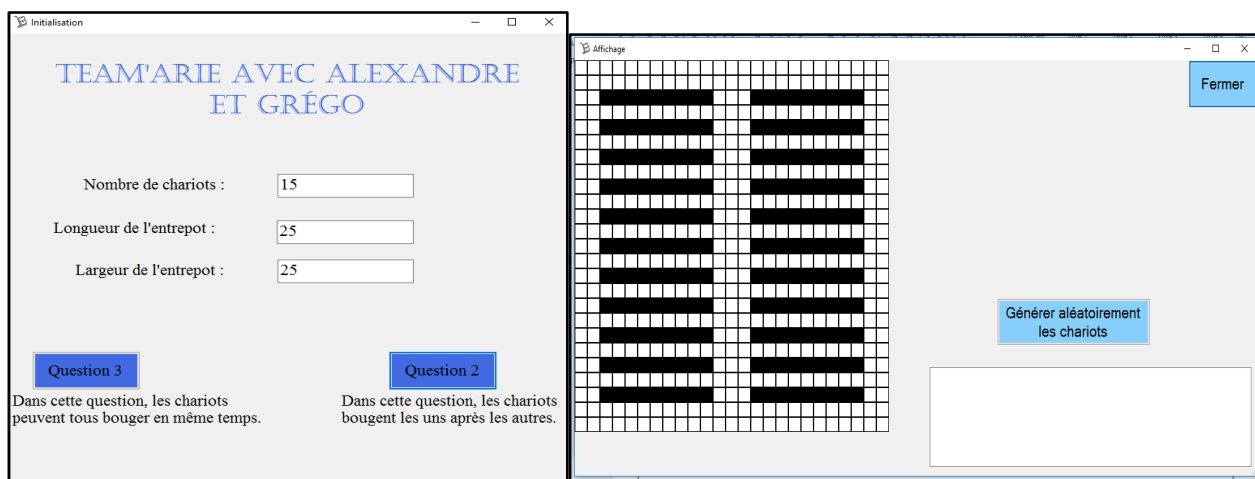 Initialisation
TEAM'ARIE AVEC ALEXANDRE
ET GRÉGO
Nombre de chariots :
15
Longueur de l'entrepot :
25
Largeur de l'entrepot :
25
Question 3
Dans cette question, les chariots
peuvent tous bouger en même temps.
Question 2
Dans cette question, les chariots
bougent les uns après les autres.
Affichage
Fermer
Générer aléatoirement
les chariots